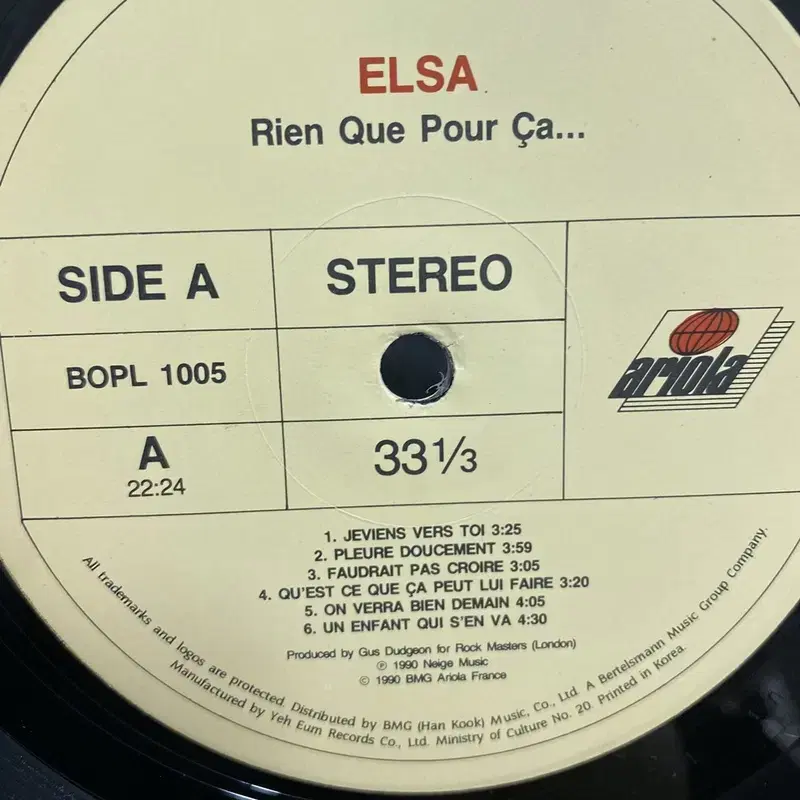 ELSA
Rien Que Pour Ça...
SIDE A
STEREO
BOPL 1005
ariola
A
22:24
33 1/3
1. JEVIENS VERS TOI 3:25
2. PLEURE DOUCEMENT 3:59
3. FAUDRAIT PAS CROIRE 3:05
4. QU'EST CE QUE ÇA PEUT LUI FAIRE 3:20
5. ON VERRA BIEN DEMAIN 4:05
6. UN ENFANT QUI S'EN VA 4:30
Produced by Gus Dudgeon for Rock Masters (London)
℗ 1990 Neige Music
© 1990 BMG Ariola France
All trademarks and logos are protected. Distributed by BMG (Han Kook) Music, Co., Ltd. A Bertelsmann Music Group Company.
Manufactured by Yeh Eum Records Co., Ltd. Ministry of Culture No. 20. Printed in Korea.